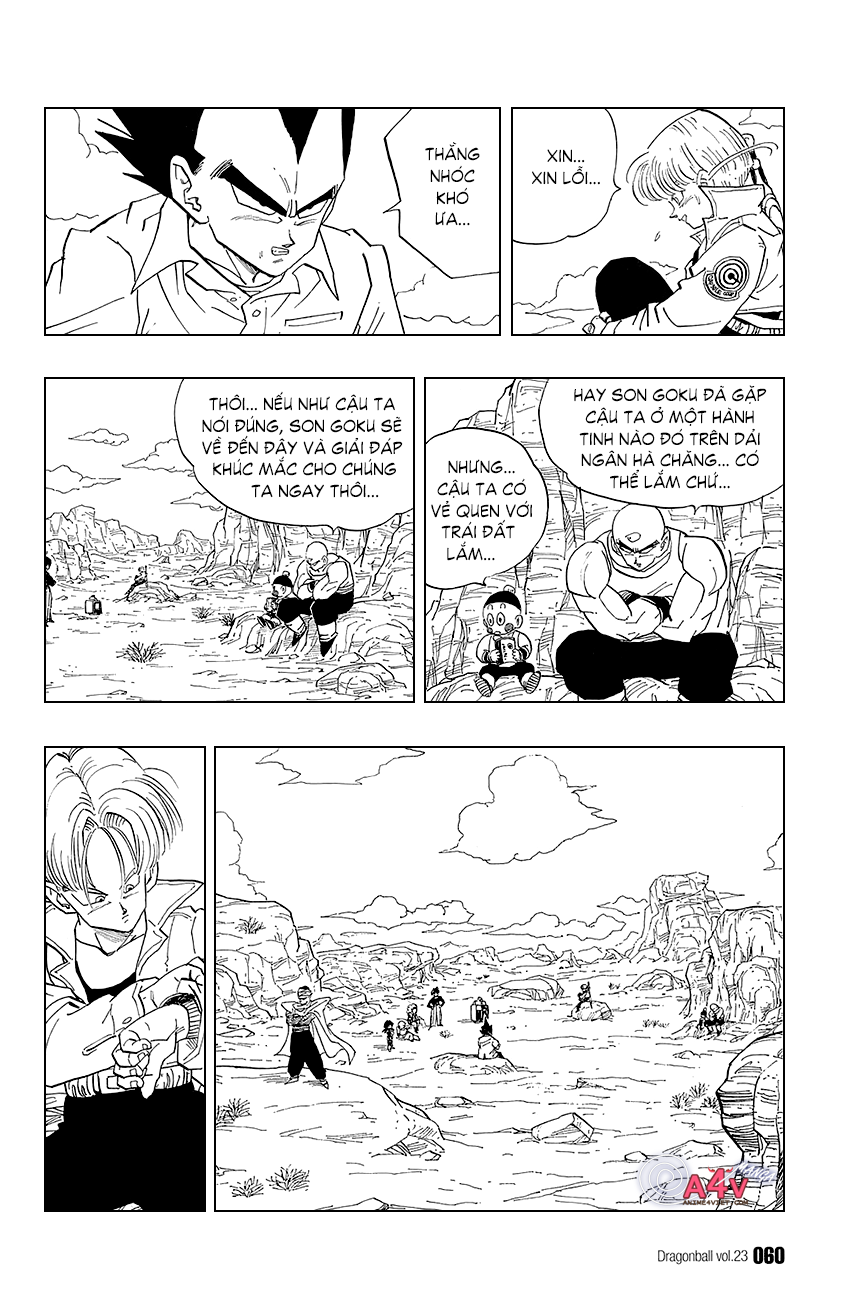 XIN...
XIN LỖI...
THẰNG
NHÓC
KHÓ
ƯA...
HAY SON GOKU ĐÃ GẶP
CẬU TA Ở MỘT HÀNH
TINH NÀO ĐÓ TRÊN DẢI
NGÂN HÀ CHĂNG... CÓ
THỂ LẮM CHỨ...
NHƯNG...
CẬU TA CÓ
VẺ QUEN VỚI
TRÁI ĐẤT
LẮM...
THÔI... NẾU NHƯ CẬU TA
NÓI ĐÚNG, SON GOKU SẼ
VỀ ĐẾN ĐÂY VÀ GIẢI ĐÁP
KHÚC MẮC CHO CHÚNG
TA NGAY THÔI...
A4V
ANIME4VIET.COM
Dragonball vol.23 060